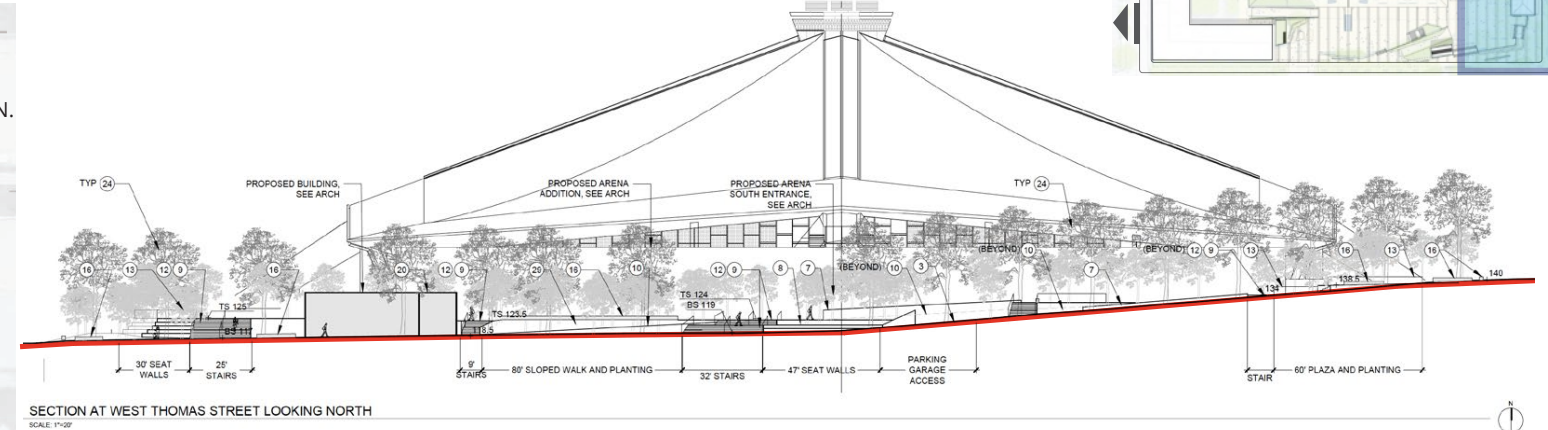 N.
TYP 24
PROPOSED BUILDING,
SEE ARCH
PROPOSED ARENA
ADDITION, SEE ARCH
PROPOSED ARENA
SOUTH ENTRANCE,
SEE ARCH
TYP 24
16
13
12
9
16
20
12
9
20
16
10
12
9
8
7
(BEYOND) 10
3
(BEYOND) 10
7
(BEYOND) 12 9
13
16
13
16
TS 125
BS 117
TS 123.5
118.5
TS 124
BS 119
134
138.5
140
30' SEAT
WALLS
25'
STAIRS
9'
STAIRS
80' SLOPED WALK AND PLANTING
32' STAIRS
47' SEAT WALLS
PARKING
GARAGE
ACCESS
STAIR
60' PLAZA AND PLANTING
SECTION AT WEST THOMAS STREET LOOKING NORTH
SCALE: 1"=20'
N